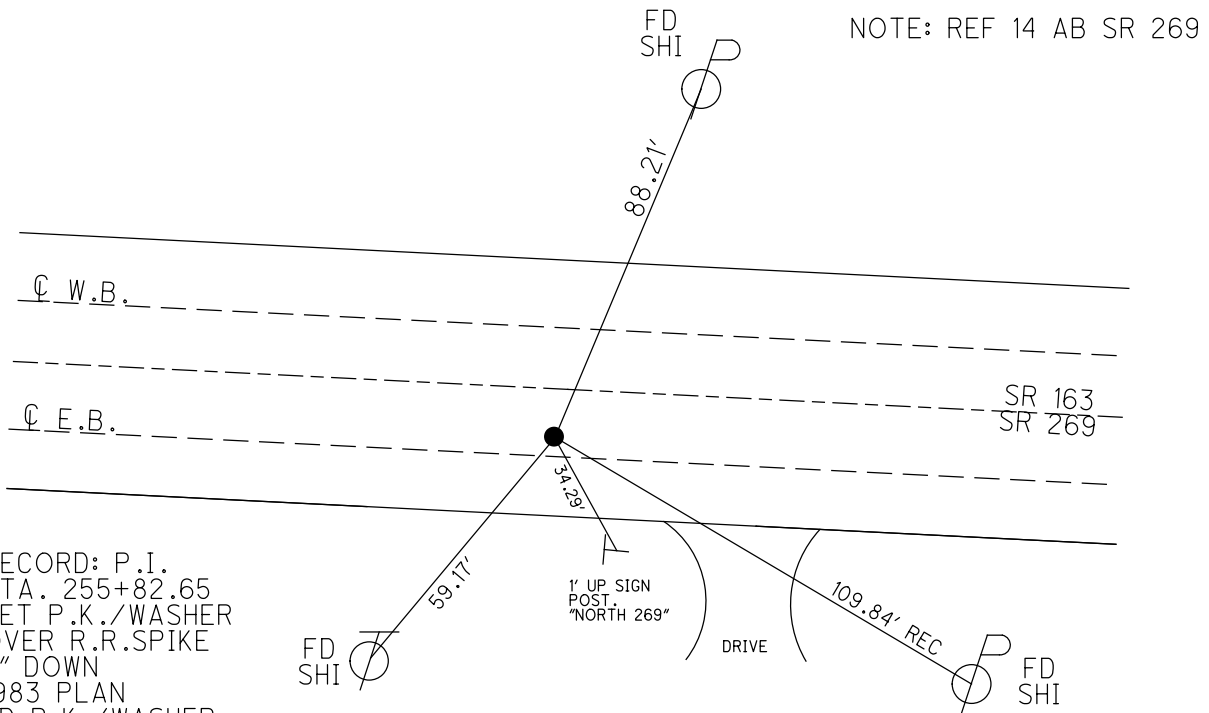 FD
SHI
NOTE: REF 14 AB SR 269
88.21'
℄ W.B.
SR 163
℄ E.B.
SR 269
34.29'
59.17'
1' UP SIGN
POST.
"NORTH 269"
109.84' REC
DRIVE
FD
SHI
FD
SHI
ECORD: P.I.
TA. 255+82.65
ET P.K./WASHER
VER R.R.SPIKE
" DOWN
983 PLAN
P.K./WASHER